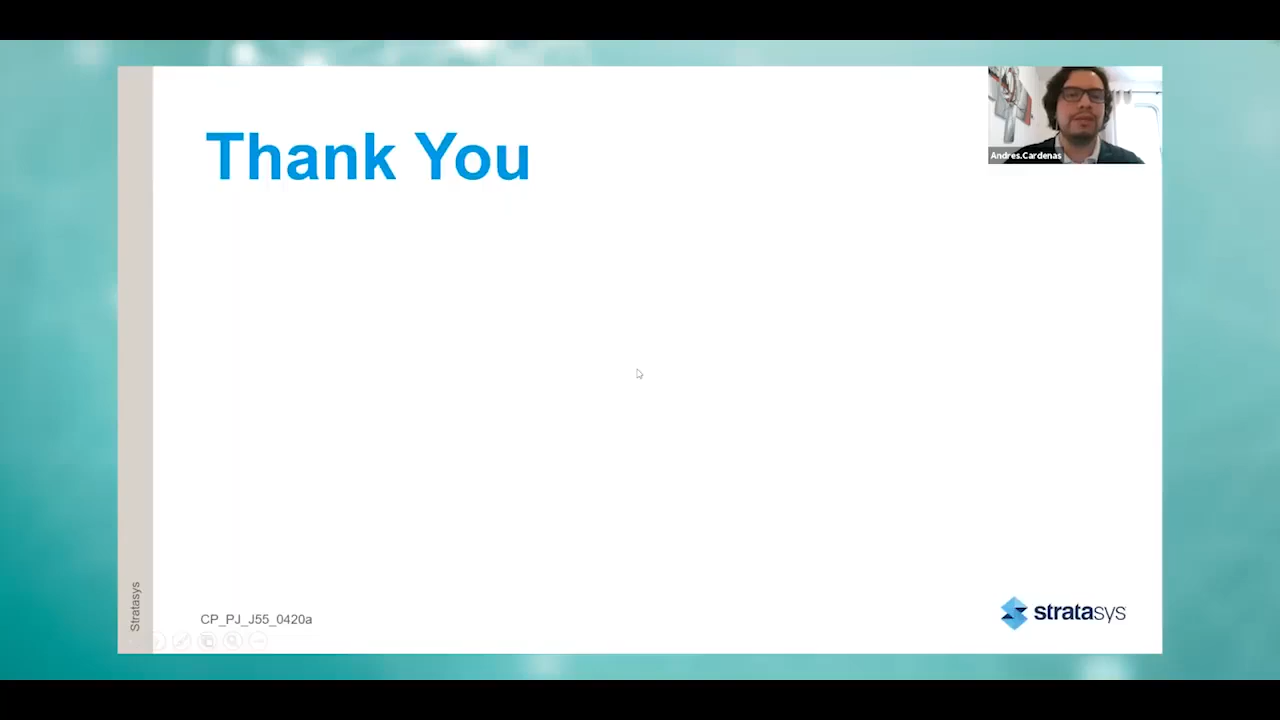 Thank You
Andres.Cardenas
Stratasys
CP_PJ_J55_0420a
stratasys